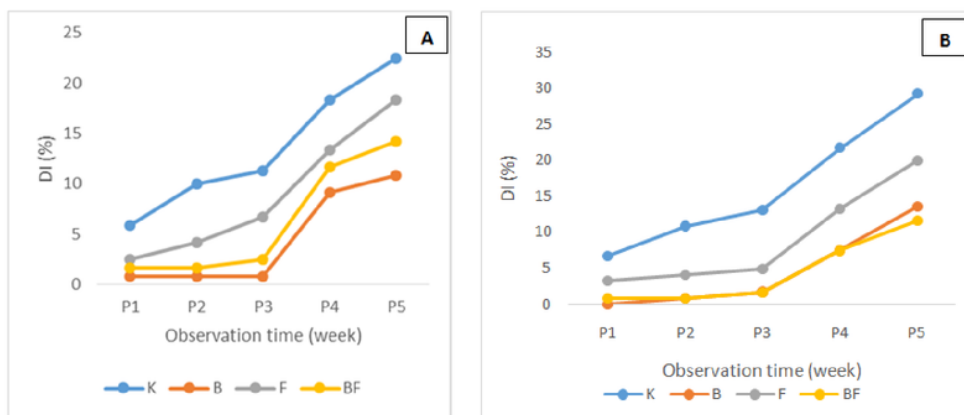 A
25
20
15
10
5
0
DI (%)
P1 P2 P3 P4 P5
Observation time (week)
K B F BF
B
35
30
25
20
15
10
5
0
DI (%)
P1 P2 P3 P4 P5
Observation time (week)
K B F BF